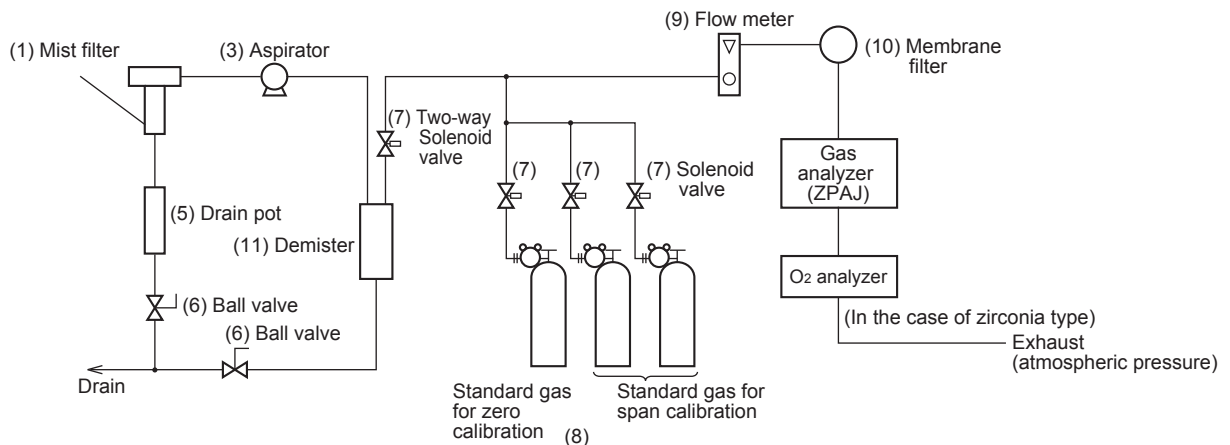 (9) Flow meter
(1) Mist filter
(3) Aspirator
(10) Membrane
filter
(7) Two-way
Solenoid
valve
(7)
(7)
(7) Solenoid
valve
Gas
analyzer
(ZPAJ)
(5) Drain pot
(11) Demister
(6) Ball valve
O2 analyzer
(6) Ball valve
(In the case of zirconia type)
Exhaust
(atmospheric pressure)
Drain
Standard gas
for zero
calibration
Standard gas for
span calibration
(8)